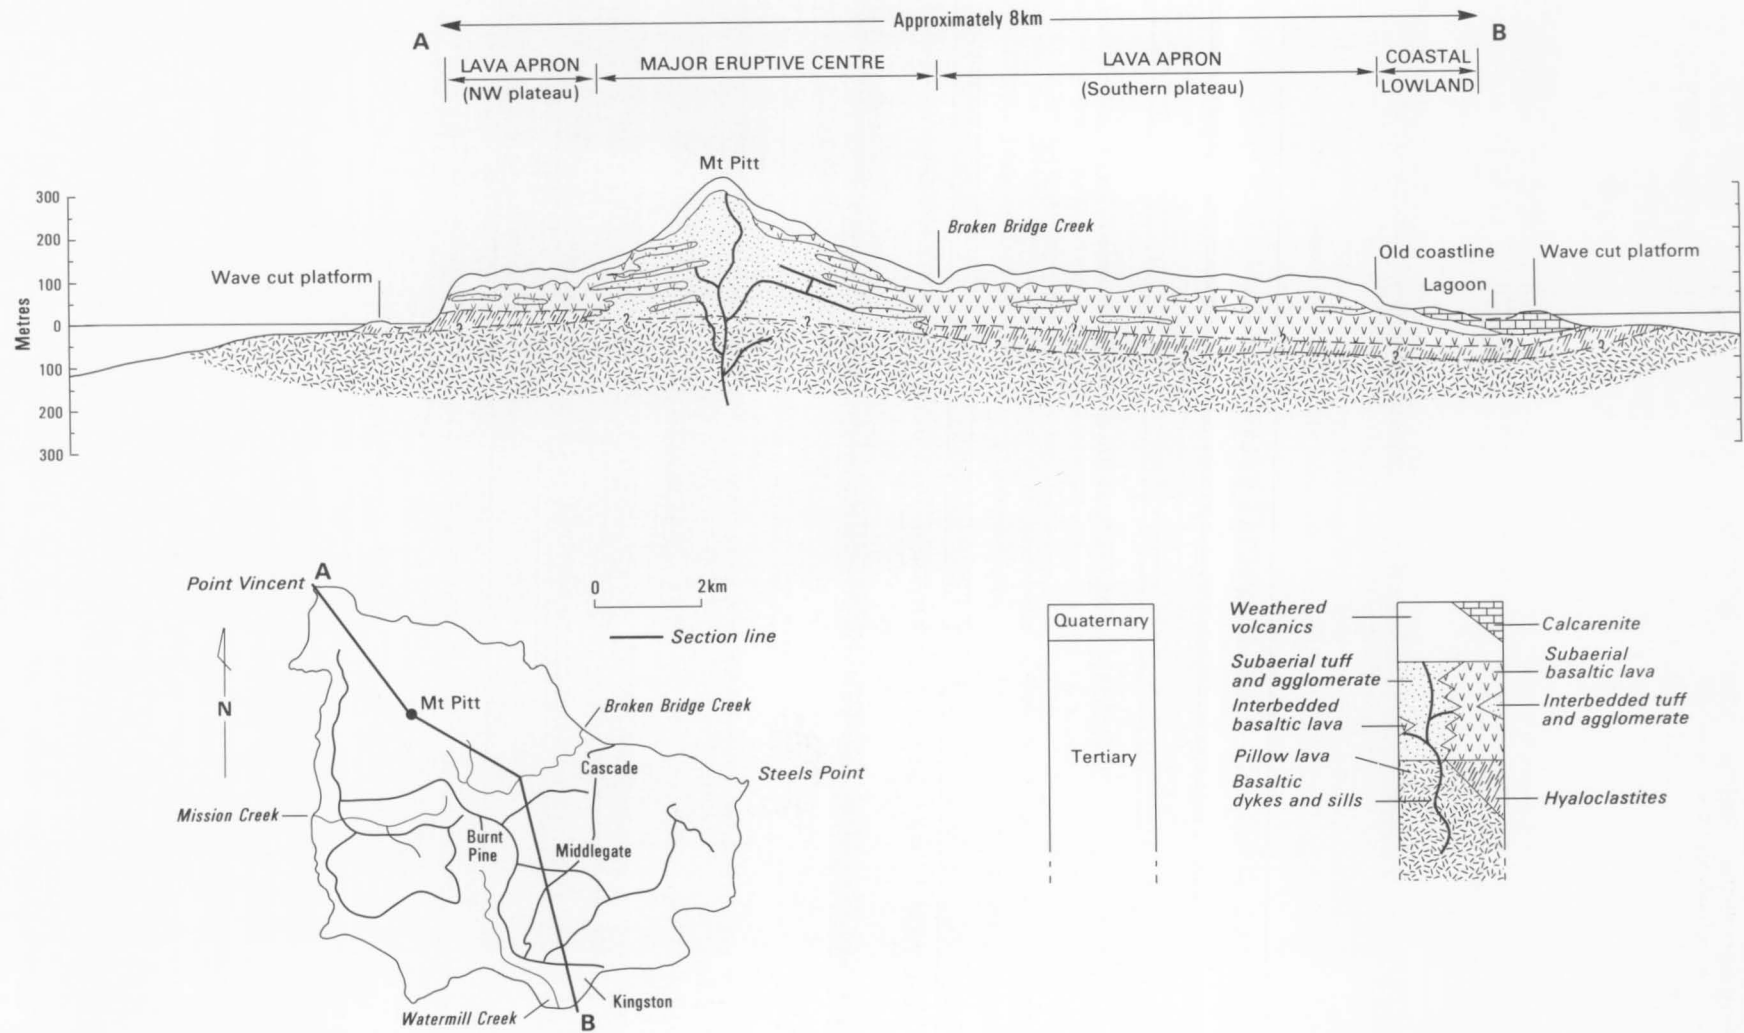 Approximately 8km
A
B
LAVA APRON
(NW plateau)
MAJOR ERUPTIVE CENTRE
LAVA APRON
(Southern plateau)
COASTAL
LOWLAND
Mt Pitt
Broken Bridge Creek
Wave cut platform
Old coastline
Lagoon
Wave cut platform
Metres
300
200
100
0
100
200
300
?
?
?
?
?
?
?
?
?
?
A
Point Vincent
0
2km
Section line
N
Mt Pitt
Broken Bridge Creek
Cascade
Steels Point
Mission Creek
Burnt
Pine
Middlegate
Kingston
Watermill Creek
B
Quaternary
Tertiary
Weathered
volcanics
Calcarenite
Subaerial tuff
and agglomerate
Subaerial
basaltic lava
Interbedded
basaltic lava
Interbedded tuff
and agglomerate
Pillow lava
Basaltic
dykes and sills
Hyaloclastites